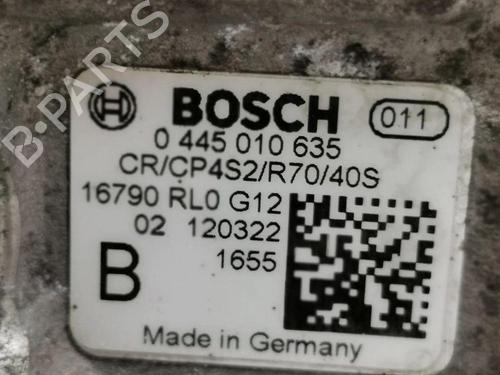 BOSCH 011
0 445 010 635
CR/CP4S2/R70/40S
16790 RL0 G12
02 120322
1655
B
Made in Germany
B-PARTS